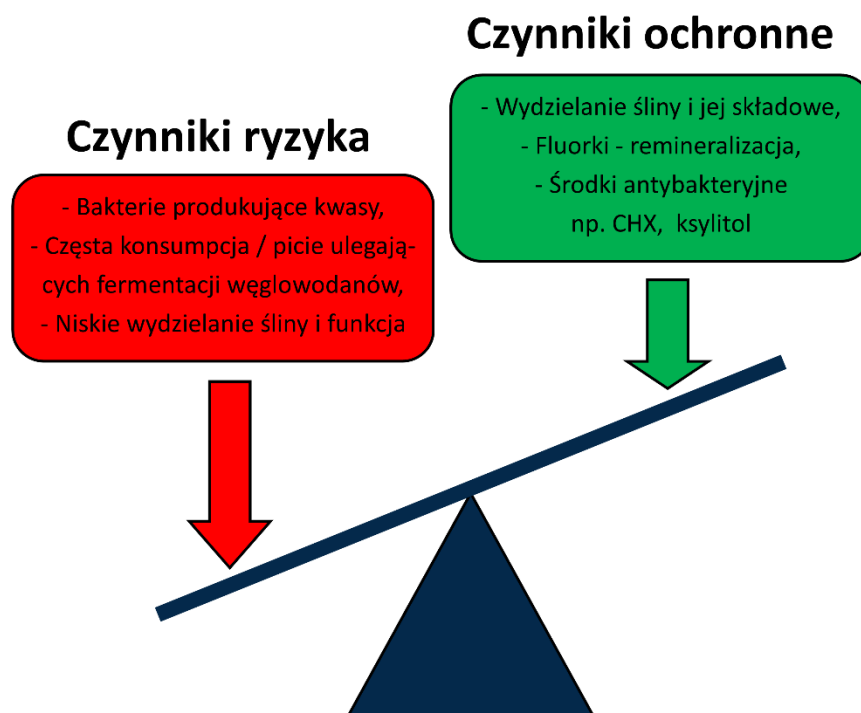 Czynniki ochronne
- Wydzielanie śliny i jej składowe,
- Fluorki - remineralizacja,
- Środki antybakteryjne
np. CHX, ksylitol
Czynniki ryzyka
- Bakterie produkujące kwasy,
- Częsta konsumpcja / picie ulegają-
cych fermentacji węglowodanów,
- Niskie wydzielanie śliny i funkcja